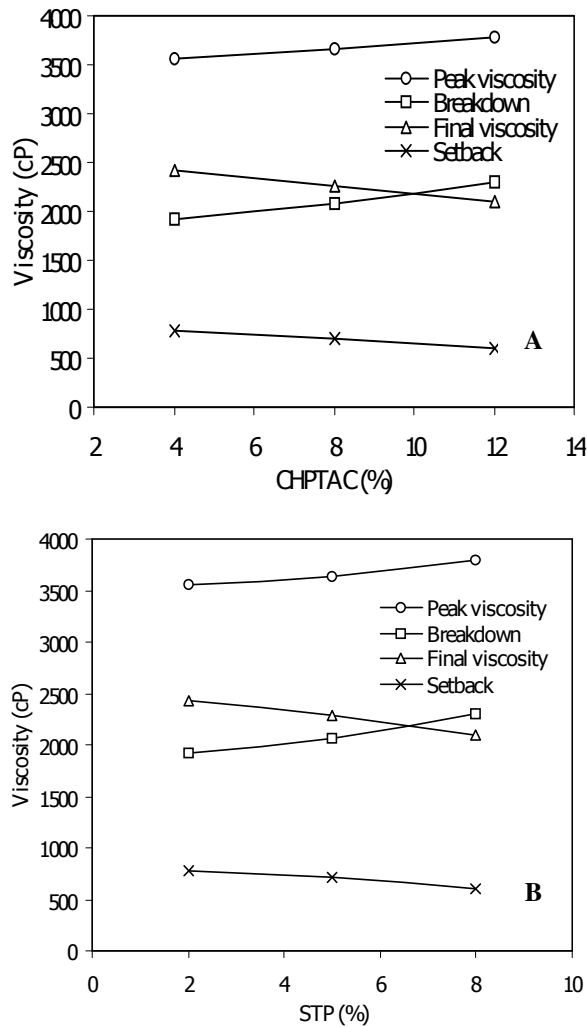 4000
3500
3000
2500
2000
1500
1000
500
0
Viscosity (cP)
Peak viscosity
Breakdown
Final viscosity
Setback
A
2 4 6 8 10 12 14
CHPTAC (%)
4000
3500
3000
2500
2000
1500
1000
500
0
Viscosity (cP)
Peak viscosity
Breakdown
Final viscosity
Setback
B
0 2 4 6 8 10
STP (%)